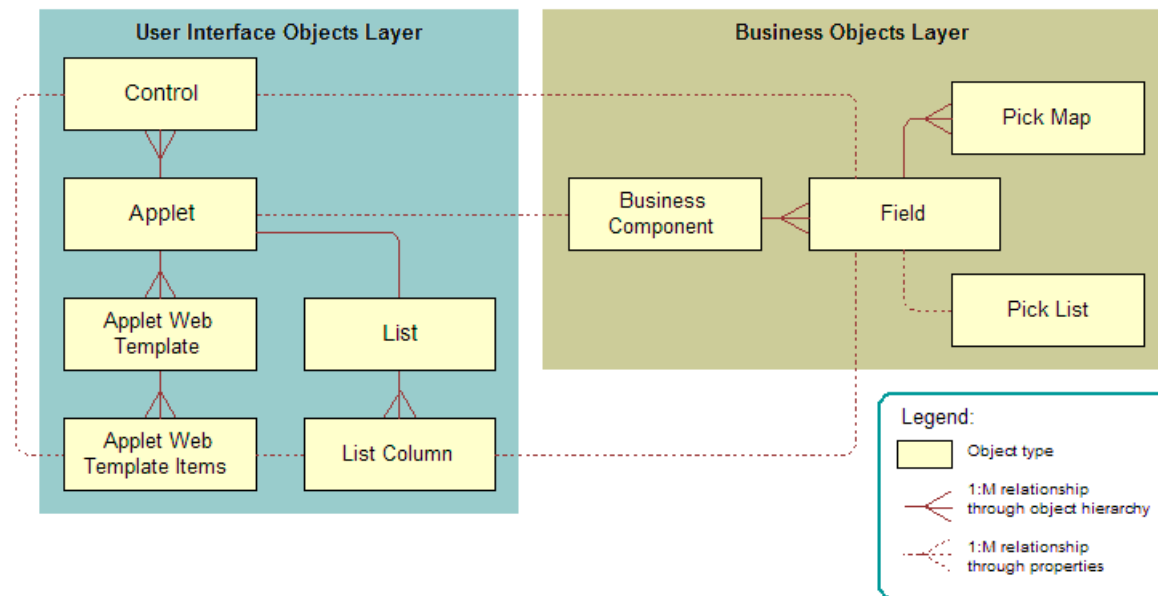 User Interface Objects Layer
Control
Applet
Applet Web
Template
List
Applet Web
Template Items
List Column
Business Objects Layer
Pick Map
Business
Component
Field
Pick List
Legend:
Object type
1:M relationship
through object hierarchy
1:M relationship
through properties